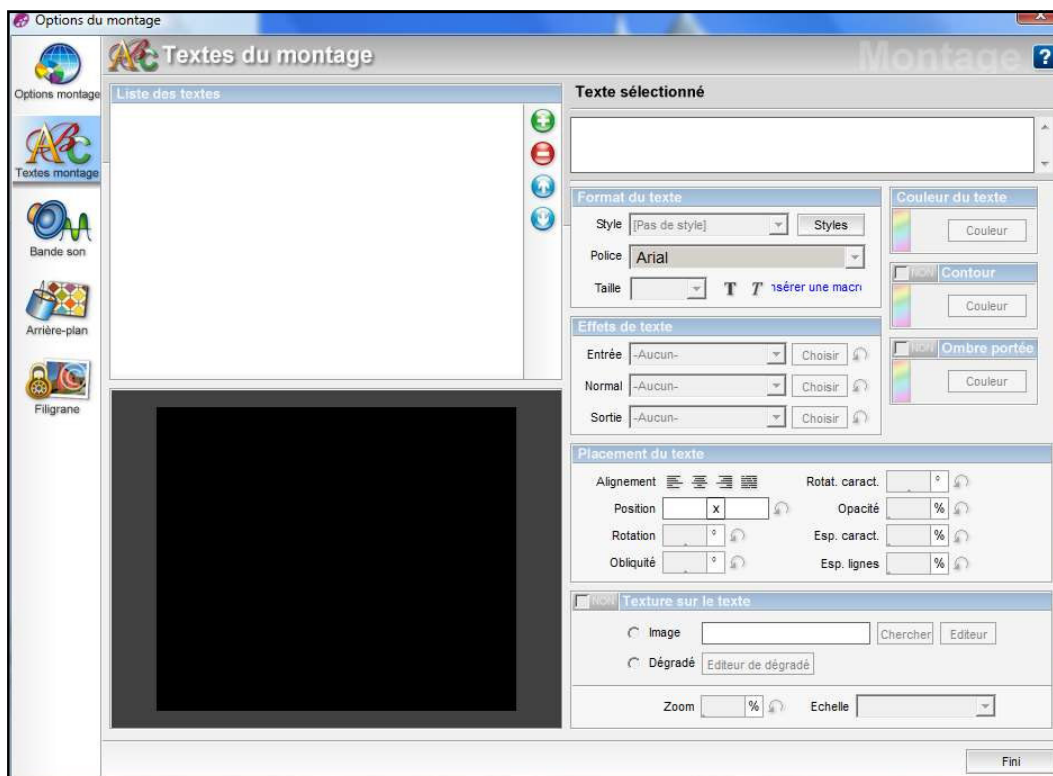 Options du montage
X
Textes du montage
Montage
?
Options montage
Textes montage
Bande son
Arrière-plan
Filigrane
Liste des textes
Texte sélectionné
Format du texte
Style [Pas de style] Styles
Police Arial
Taille T T nsérer une macr
Couleur du texte
Couleur
NON Contour
Couleur
NON Ombre portée
Couleur
Effets de texte
Entrée -Aucun- Choisir
Normal -Aucun- Choisir
Sortie -Aucun- Choisir
Placement du texte
Alignement Rotat. caract. °
Position x Opacité %
Rotation ° Esp. caract. %
Obliquité ° Esp. lignes %
NON Texture sur le texte
Image Chercher Editeur
Dégradé Editeur de dégradé
Zoom % Echelle
Fini